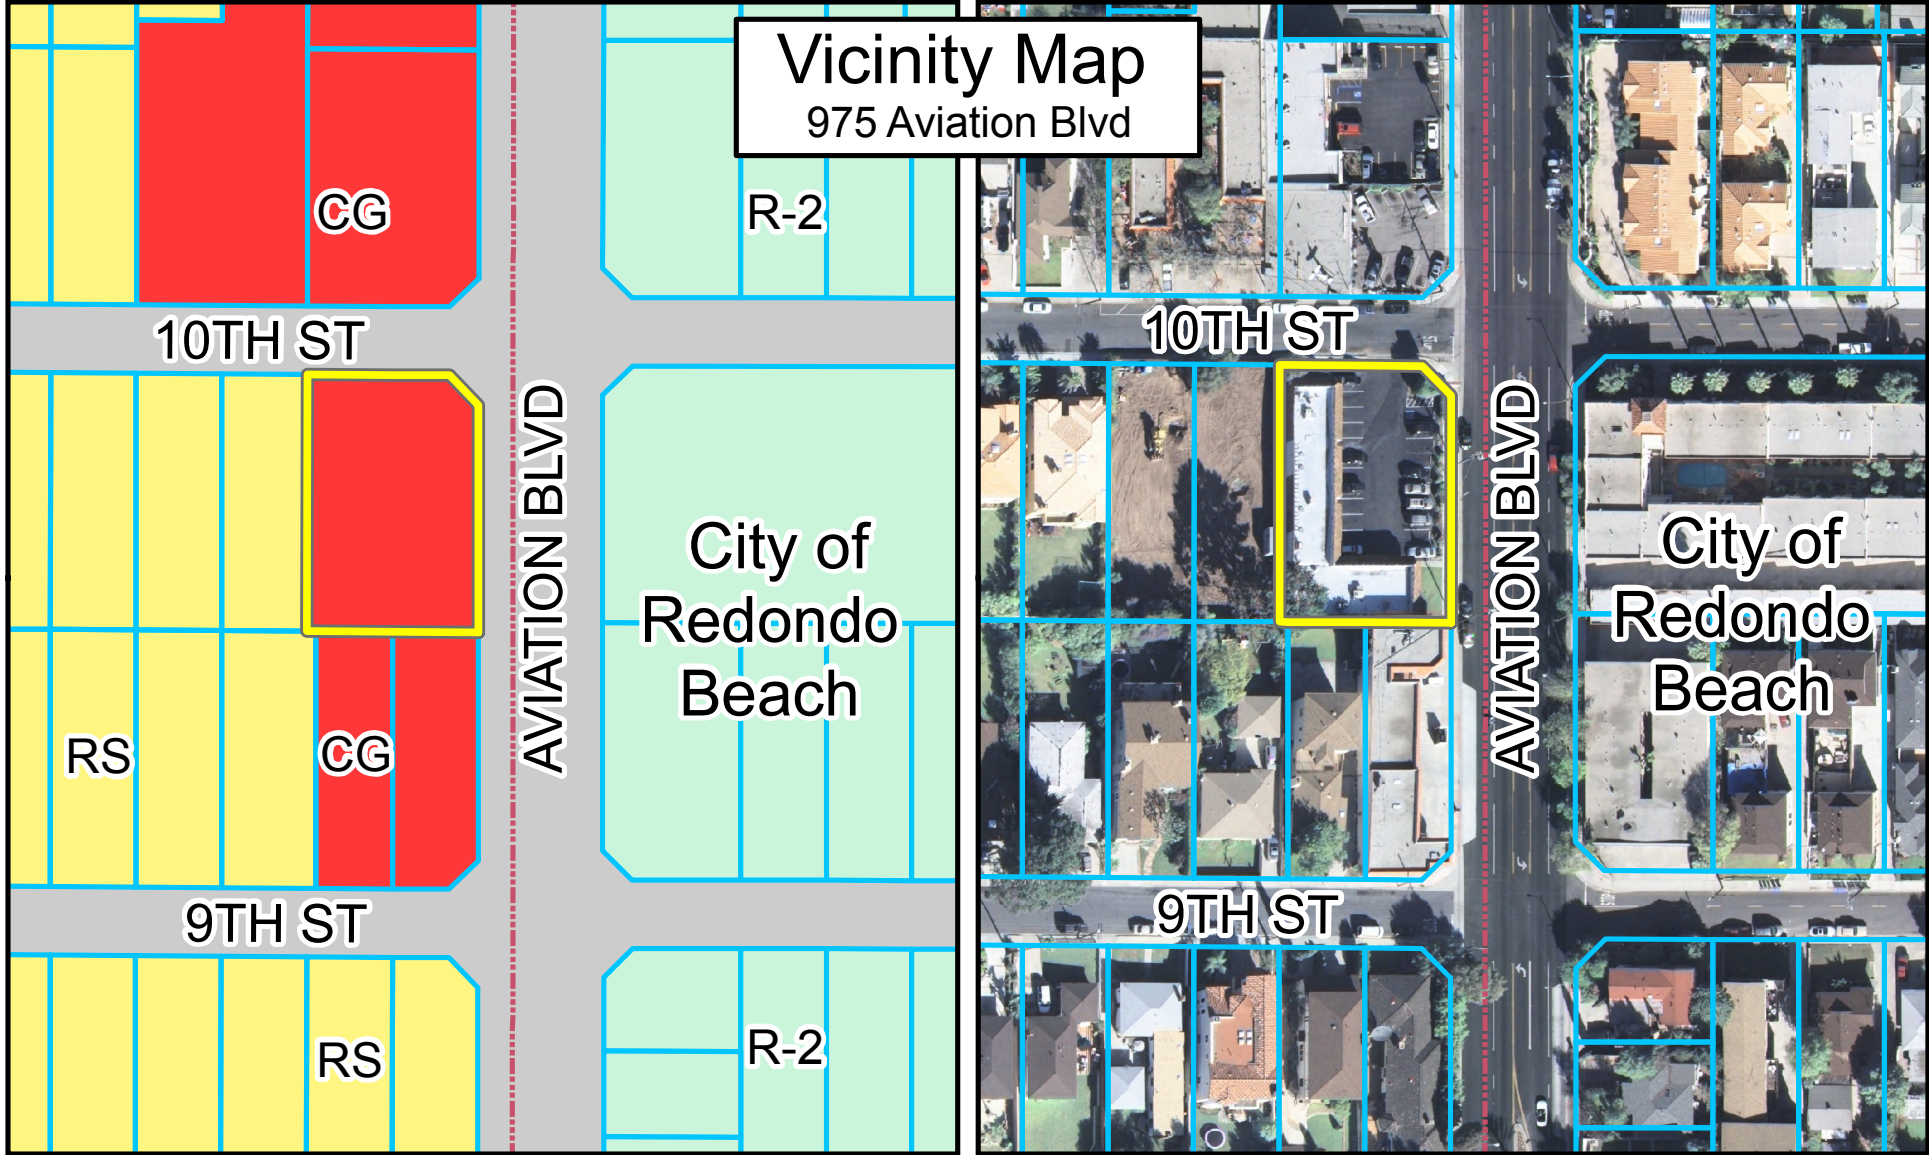 Vicinity Map
975 Aviation Blvd
CG
R-2
10TH ST
AVIATION BLVD
City of
Redondo
Beach
RS
CG
9TH ST
RS
R-2
10TH ST
AVIATION BLVD
City of
Redondo
Beach
9TH ST